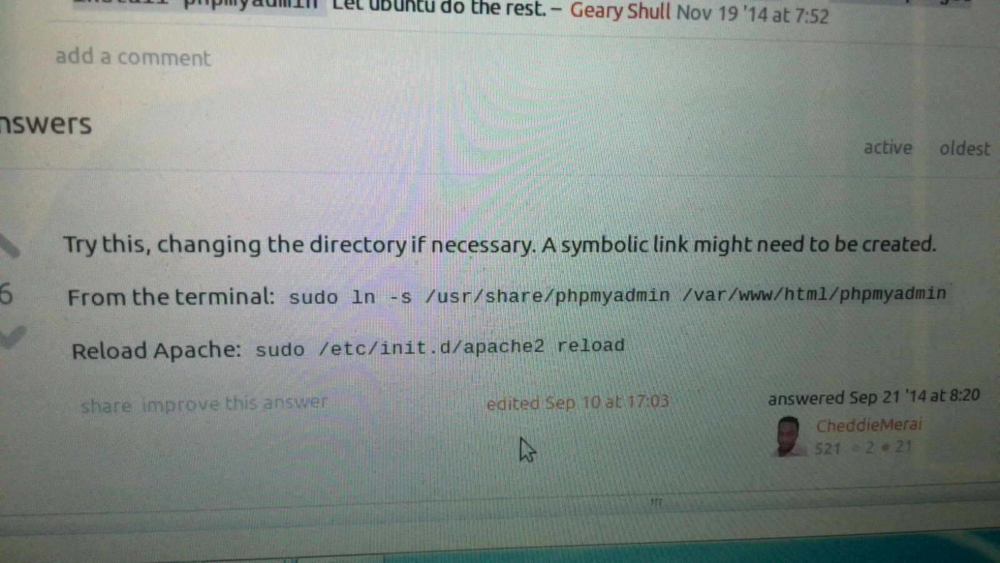 install phpmyadmin Let ubuntu do the rest. – Geary Shull Nov 19 '14 at 7:52
add a comment
nswers
active oldest
Try this, changing the directory if necessary. A symbolic link might need to be created.
6
From the terminal: sudo ln -s /usr/share/phpmyadmin /var/www/html/phpmyadmin
Reload Apache: sudo /etc/init.d/apache2 reload
share improve this answer
edited Sep 10 at 17:03
answered Sep 21 '14 at 8:20
CheddieMerai
521 2 21